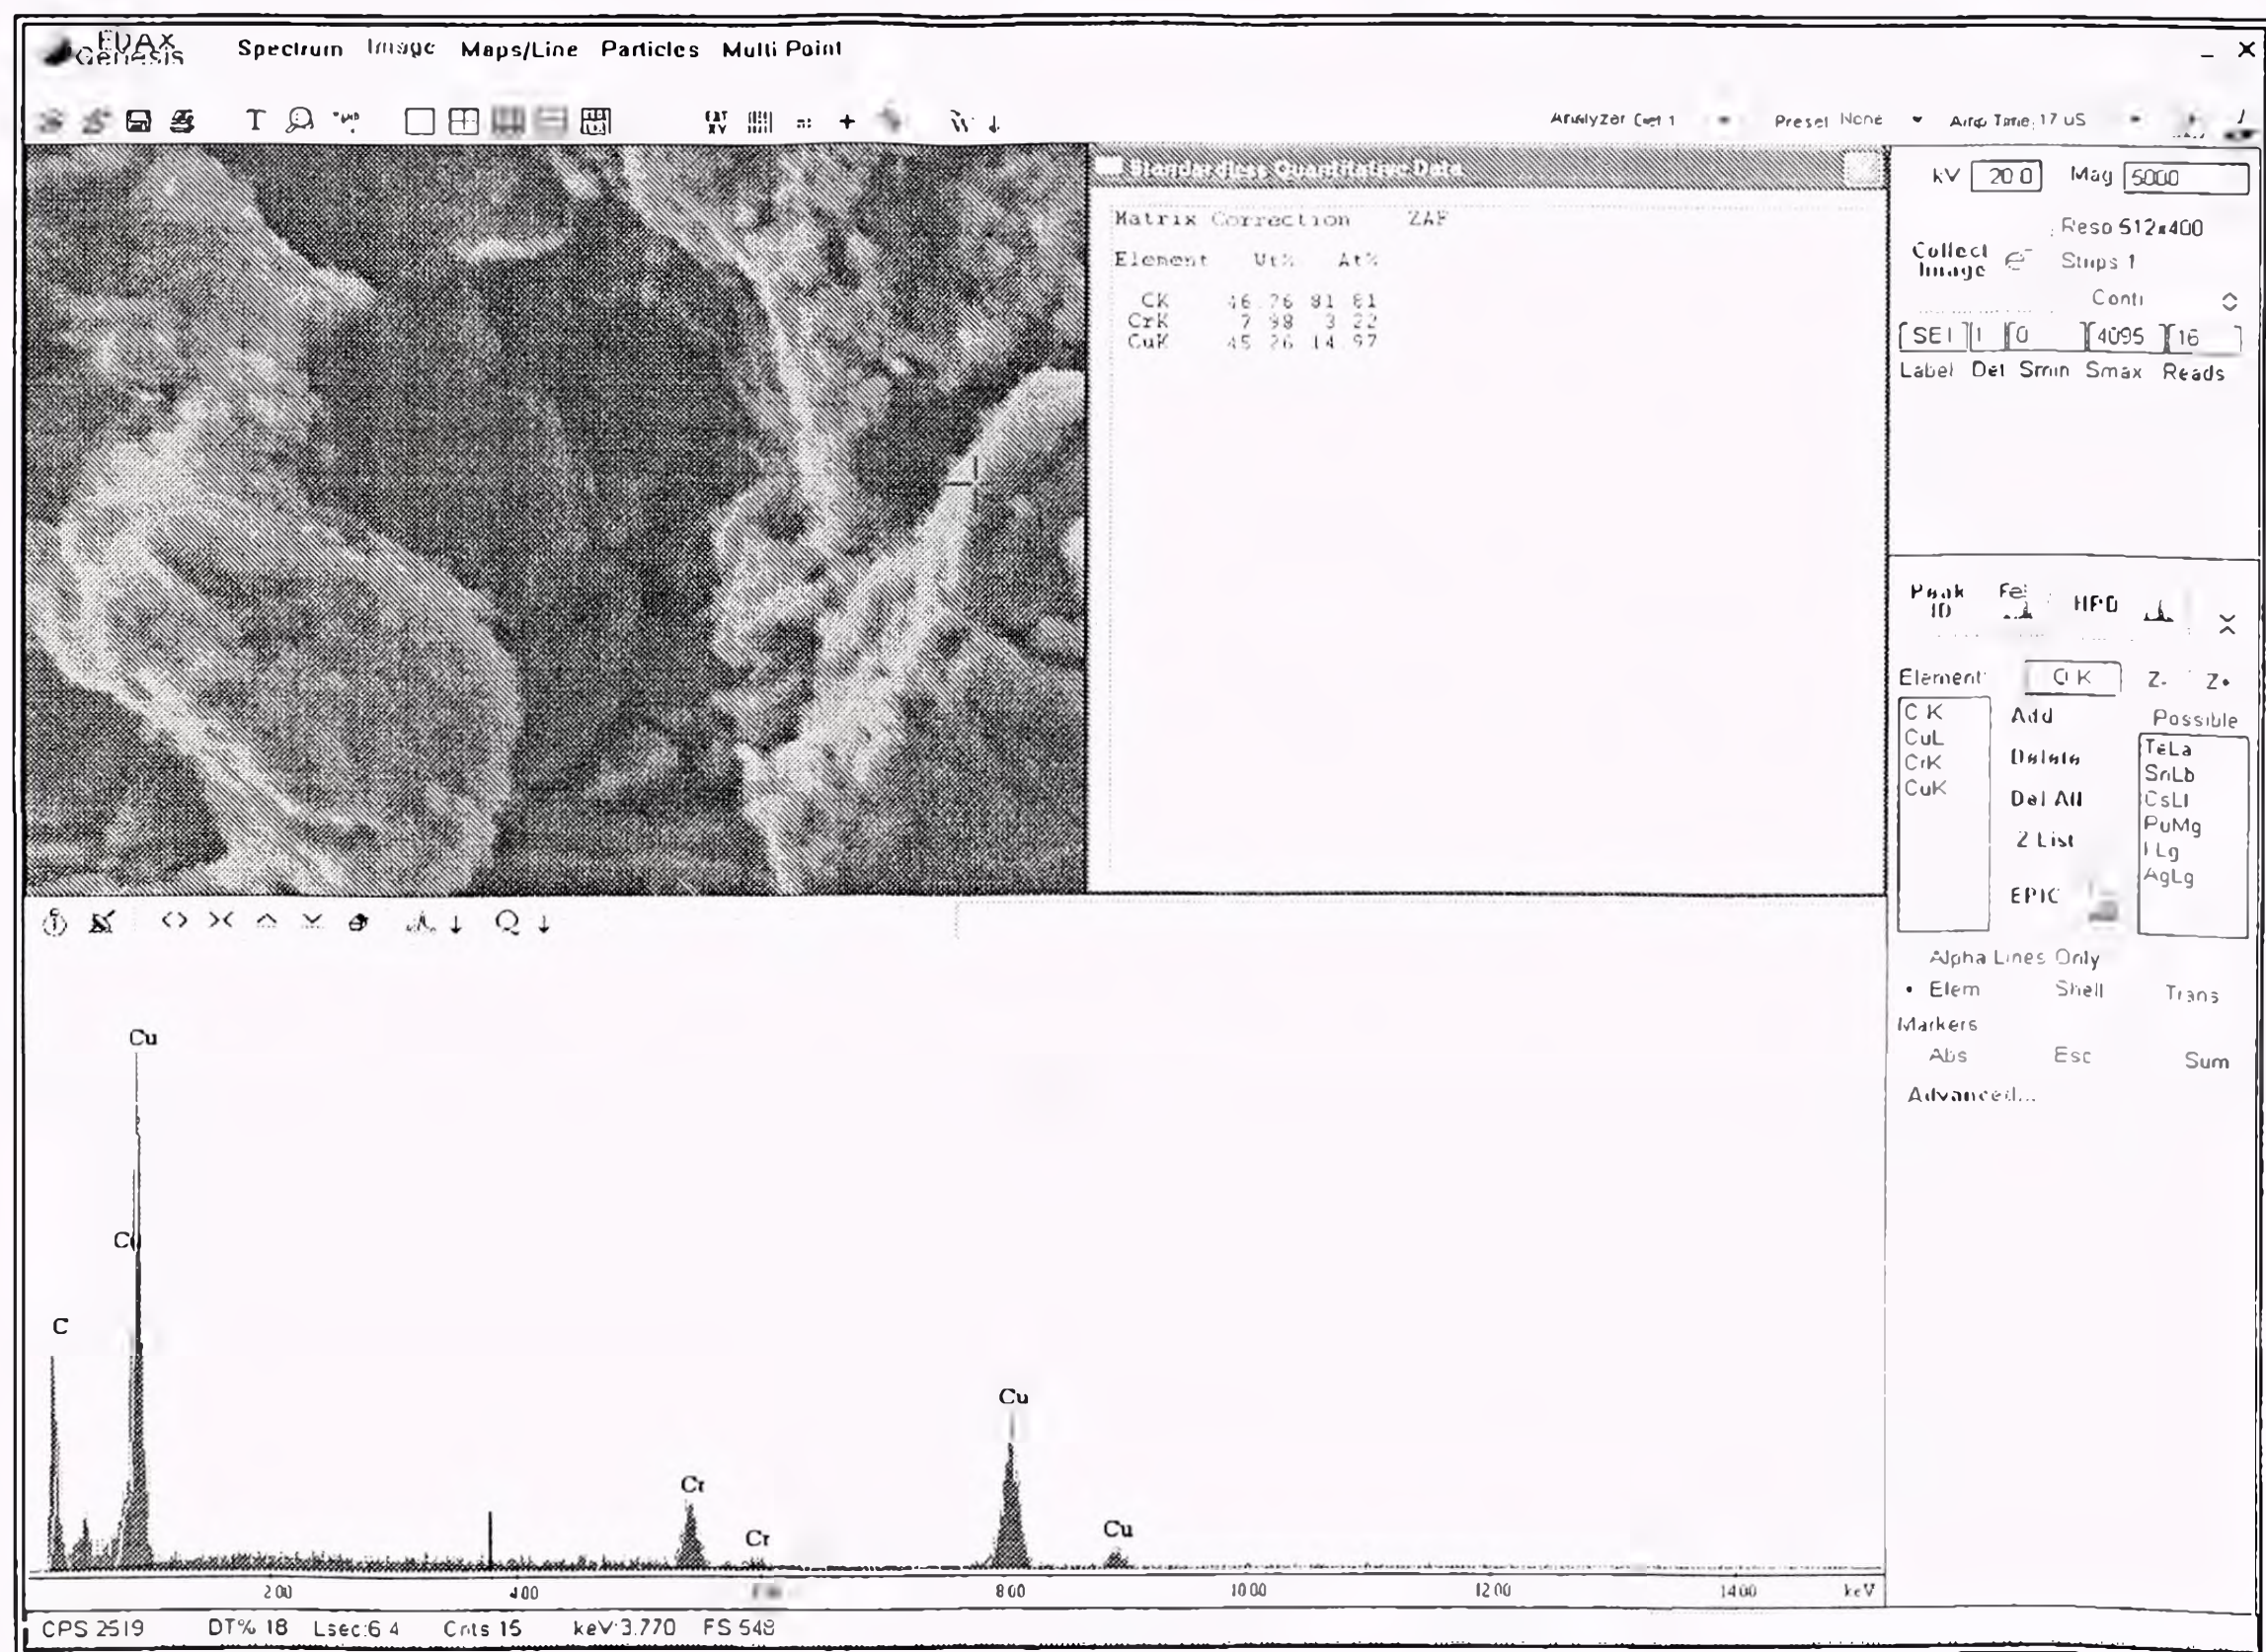 EDAX
Genesis
Spectrum Image Maps/Line Particles Multi Point
Preset None
Amp Time: 17 uS
Standardless Quantitative Data
Matrix Correction ZAF
Element Wt% At%
CK 46.76 81.81
CrK 7.98 3.22
CuK 45.26 14.97
kV 20.0 Mag 5000
Reso 512x400
Collect Image e-
Strips 1
SEI 1 0 4095 16
Label Det Smin Smax Reads
Peak ID HPD
Element
Z- Z+
C K
CuL
CrK
CuK
Add
Delete
Del All
Z List
EPIC
Possible
TeLa
SnLb
CsLl
PuMg
I Lg
AgLg
Alpha Lines Only
Elem Shell Trans
Markers
Abs Esc Sum
Advanced...
Cu
C
Cu
Cr
Cr
Cu
2.00 4.00 8.00 10.00 12.00 14.00 keV
CPS 2519 DT% 18 Lsec:6.4 Cnts 15 keV:3.770 FS 548